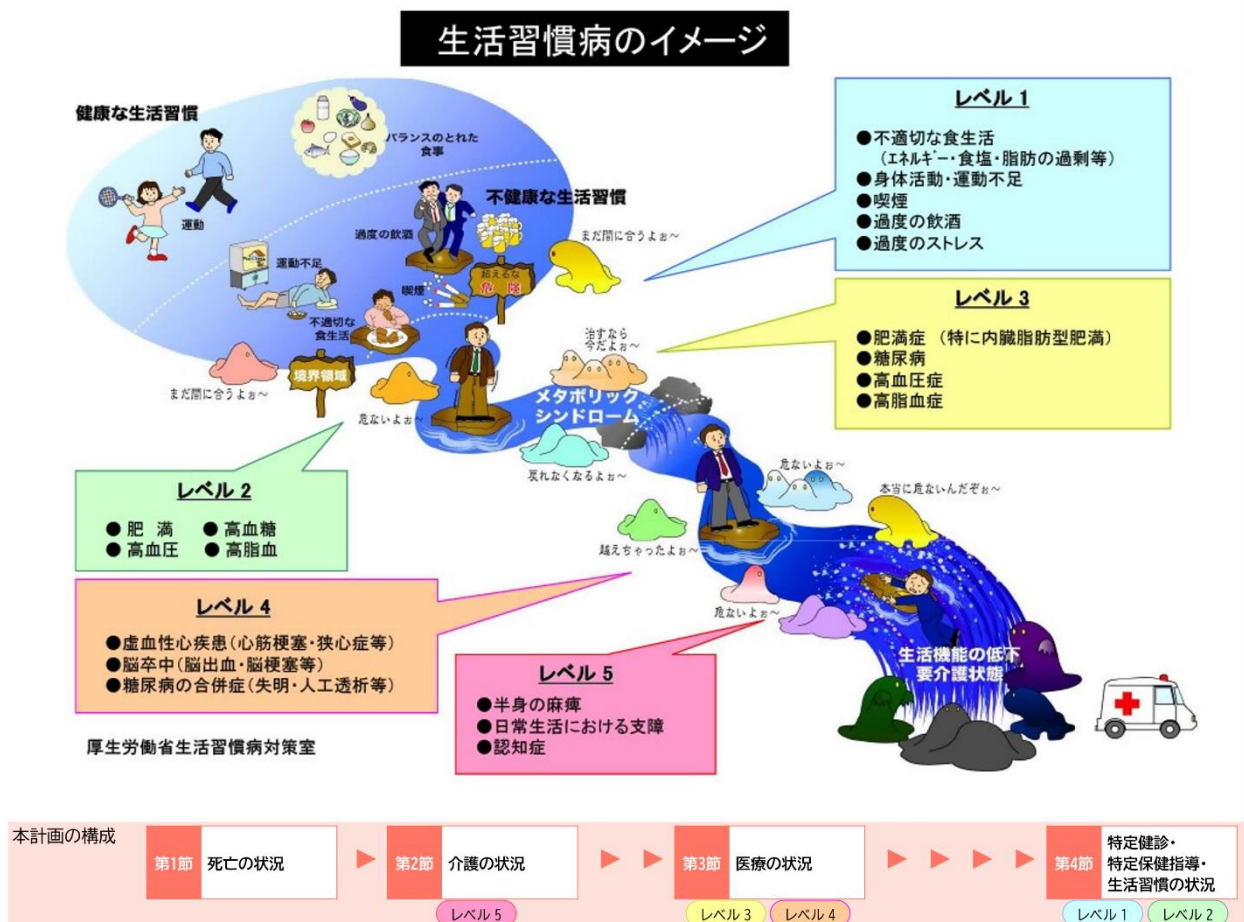 生活習慣病のイメージ
健康な生活習慣
バランスのとれた
食事
運動
不健康な生活習慣
過度の飲酒
運動不足
喫煙
超えるな
危険
不適切な
食生活
境界領域
まだ間に合うよぉ～
まだ間に合うよぉ～
危ないよぉ～
治すなら
今だよぉ～
メタボリック
シンドローム
戻れなくなるよぉ～
危ないよぉ～
本当に危ないんだぞぉ～
越えちゃったよぉ～
危ないよぉ～
生活機能の低下
要介護状態
レベル 1
●不適切な食生活
（エネルギー・食塩・脂肪の過剰等）
●身体活動・運動不足
●喫煙
●過度の飲酒
●過度のストレス
レベル 3
●肥満症 （特に内臓脂肪型肥満）
●糖尿病
●高血圧症
●高脂血症
レベル 2
● 肥 満 ● 高血糖
● 高血圧 ● 高脂血
レベル 4
●虚血性心疾患（心筋梗塞・狭心症等）
●脳卒中（脳出血・脳梗塞等）
●糖尿病の合併症（失明・人工透析等）
レベル 5
●半身の麻痺
●日常生活における支障
●認知症
厚生労働省生活習慣病対策室
本計画の構成
第1節 死亡の状況
第2節 介護の状況
レベル 5
第3節 医療の状況
レベル 3 レベル 4
第4節
特定健診・
特定保健指導・
生活習慣の状況
レベル 1 レベル 2